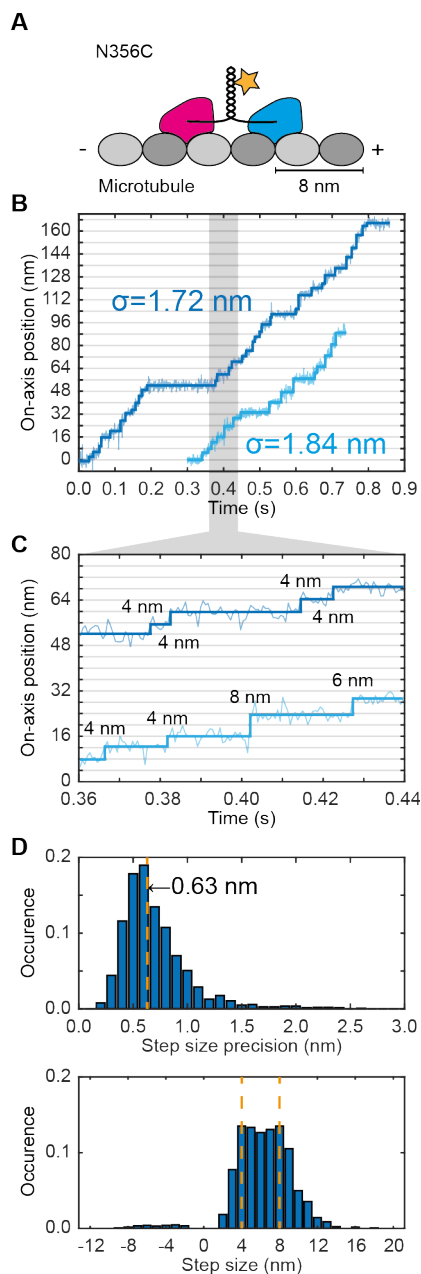 A
N356C
- +
Microtubule 8 nm
B
On-axis position (nm)
160
144
128
112
96
80
64
48
32
16
0
σ=1.72 nm
σ=1.84 nm
0.0 0.1 0.2 0.3 0.4 0.5 0.6 0.7 0.8 0.9
Time (s)
C
On-axis position (nm)
80
64
48
32
16
0
4 nm
4 nm
4 nm
4 nm
4 nm
4 nm
8 nm
6 nm
0.36 0.38 0.40 0.42 0.44
Time (s)
D
Occurence
0.2
0.1
0.0
←0.63 nm
0.0 0.5 1.0 1.5 2.0 2.5 3.0
Step size precision (nm)
Occurence
0.2
0.1
0.0
-12 -8 -4 0 4 8 12 16 20
Step size (nm)